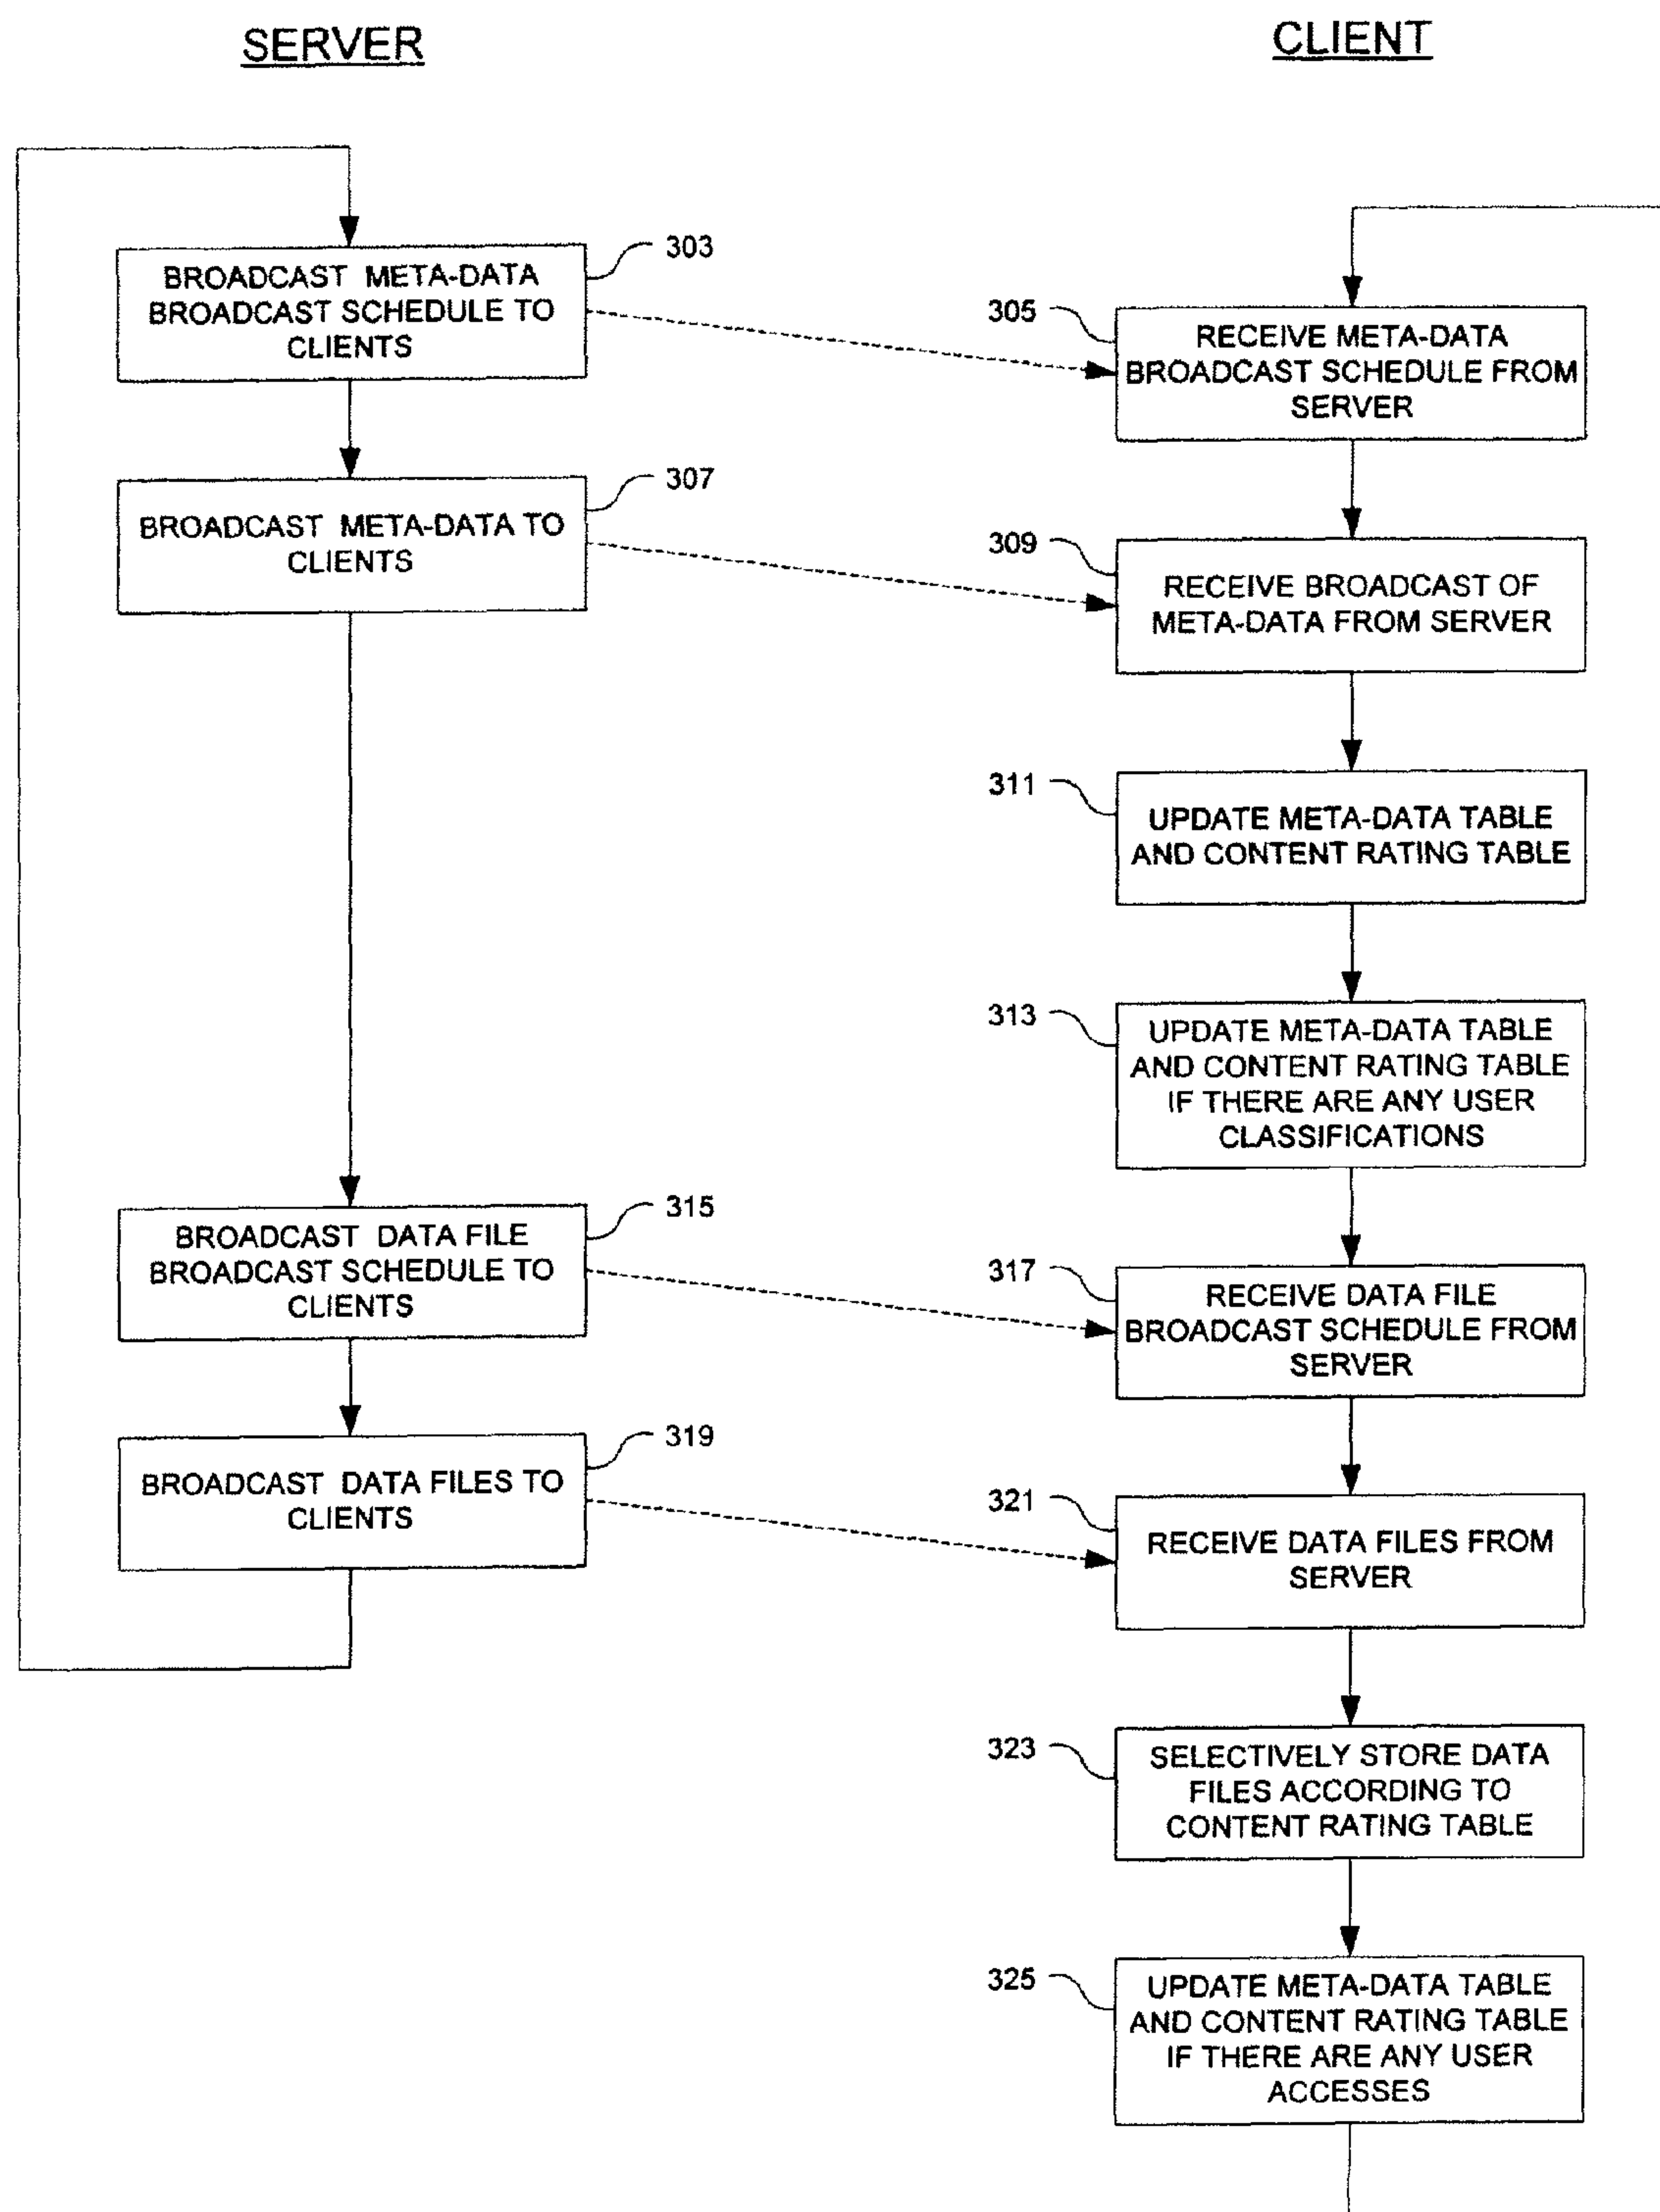 SERVER
CLIENT
303
BROADCAST META-DATA
BROADCAST SCHEDULE TO
CLIENTS
305
RECEIVE META-DATA
BROADCAST SCHEDULE FROM
SERVER
307
BROADCAST META-DATA TO
CLIENTS
309
RECEIVE BROADCAST OF
META-DATA FROM SERVER
311
UPDATE META-DATA TABLE
AND CONTENT RATING TABLE
313
UPDATE META-DATA TABLE
AND CONTENT RATING TABLE
IF THERE ARE ANY USER
CLASSIFICATIONS
315
BROADCAST DATA FILE
BROADCAST SCHEDULE TO
CLIENTS
317
RECEIVE DATA FILE
BROADCAST SCHEDULE FROM
SERVER
319
BROADCAST DATA FILES TO
CLIENTS
321
RECEIVE DATA FILES FROM
SERVER
323
SELECTIVELY STORE DATA
FILES ACCORDING TO
CONTENT RATING TABLE
325
UPDATE META-DATA TABLE
AND CONTENT RATING TABLE
IF THERE ARE ANY USER
ACCESSES